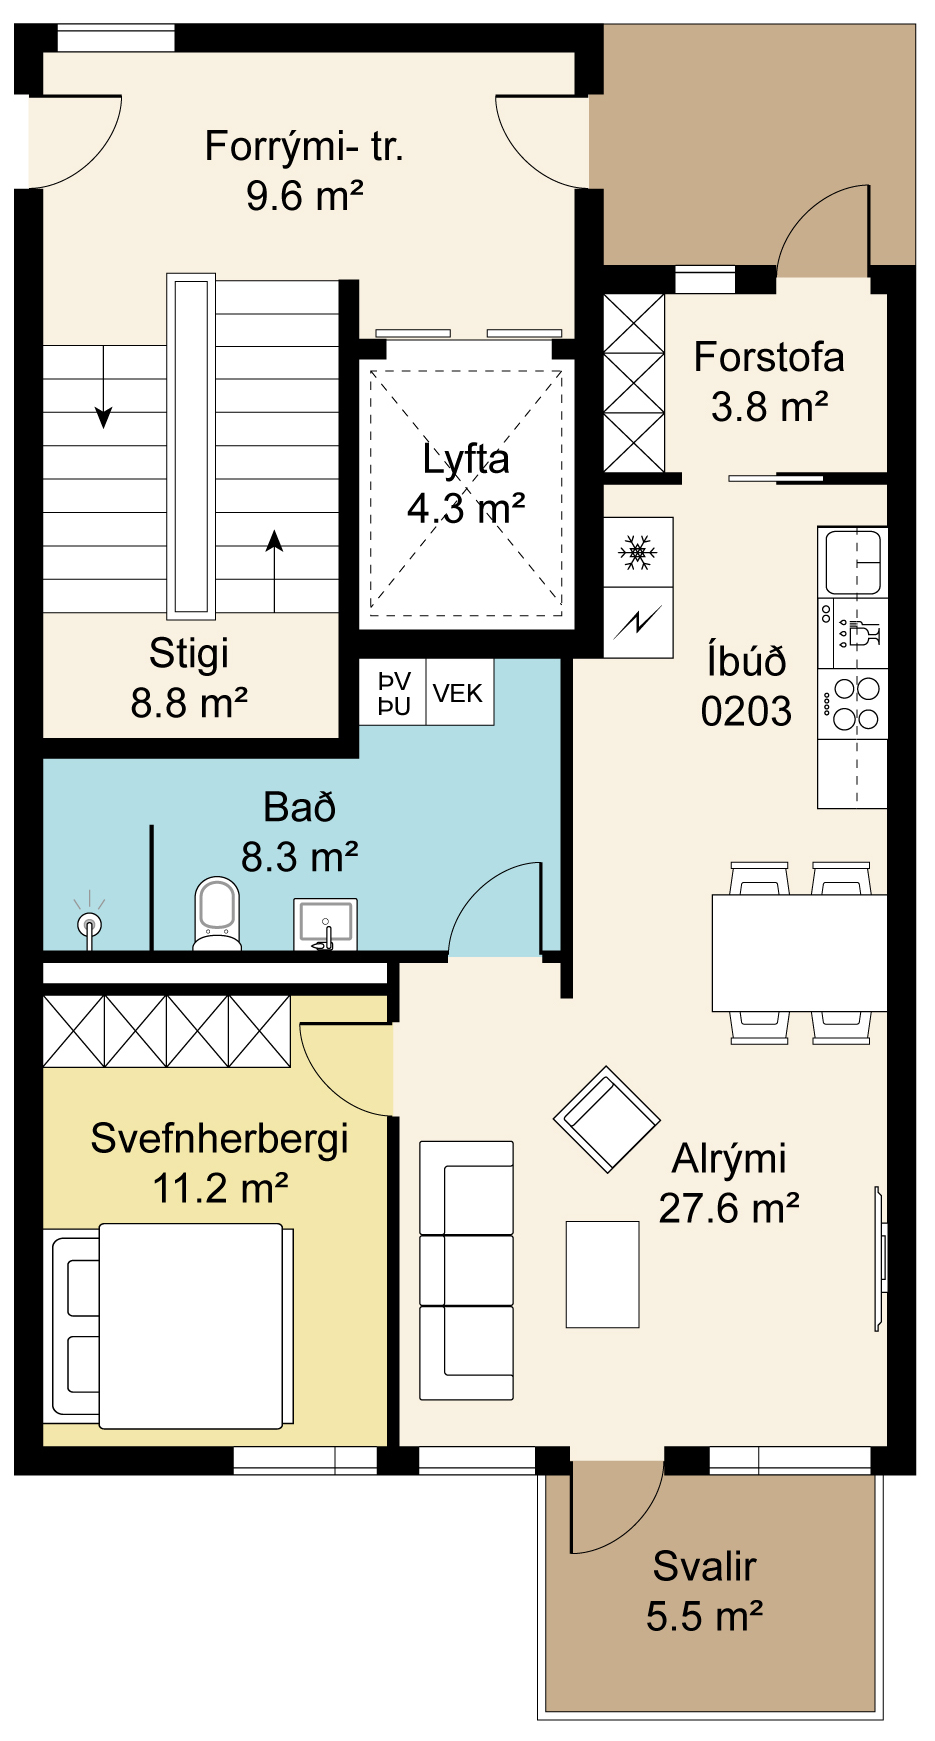 Forrými- tr.
9.6 m²
Forstofa
3.8 m²
Lyfta
4.3 m²
Stigi
8.8 m²
Íbúð
0203
ÞV
ÞU
VEK
Bað
8.3 m²
Svefnherbergi
11.2 m²
Alrými
27.6 m²
Svalir
5.5 m²